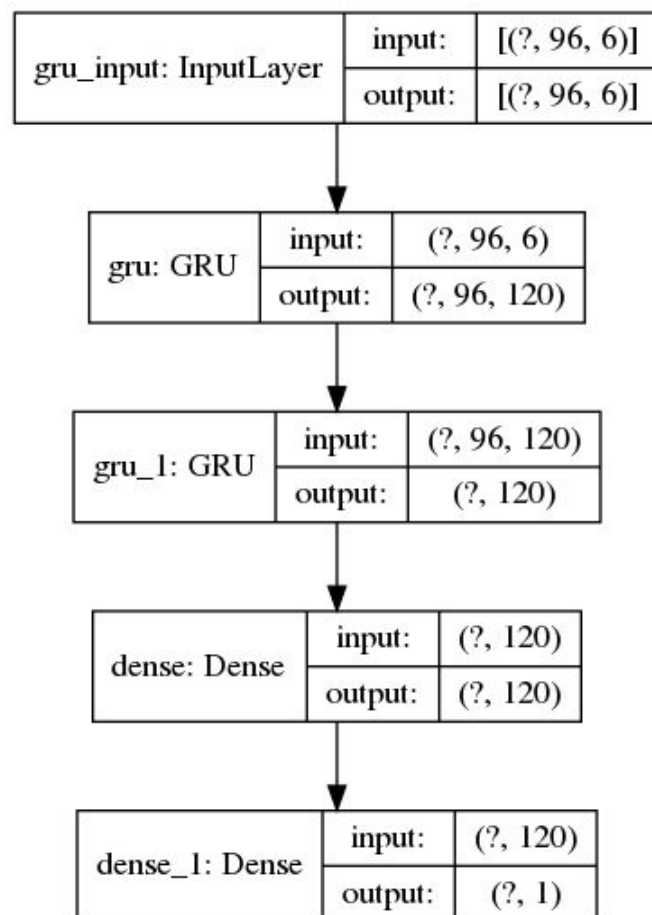 gru_input: InputLayer
input: [(?, 96, 6)]
output: [(?, 96, 6)]
gru: GRU
input: (?, 96, 6)
output: (?, 96, 120)
gru_1: GRU
input: (?, 96, 120)
output: (?, 120)
dense: Dense
input: (?, 120)
output: (?, 120)
dense_1: Dense
input: (?, 120)
output: (?, 1)